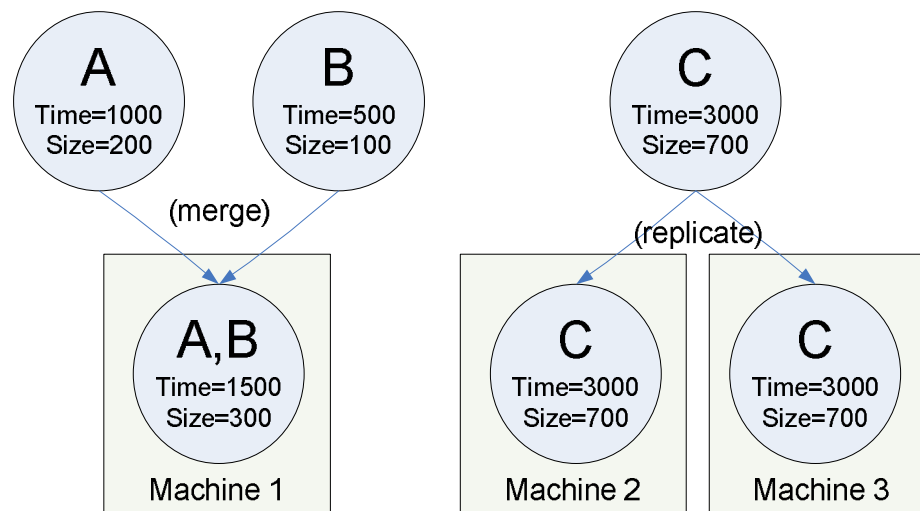 A
Time=1000
Size=200
B
Time=500
Size=100
C
Time=3000
Size=700
(merge)
(replicate)
A,B
Time=1500
Size=300
Machine 1
C
Time=3000
Size=700
Machine 2
C
Time=3000
Size=700
Machine 3